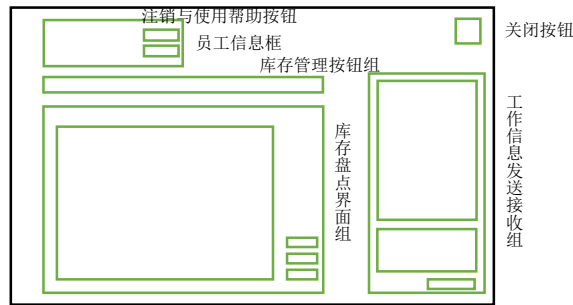 注销与使用帮助按钮
关闭按钮
员工信息框
库存管理按钮组
库存盘点界面组
工作信息发送接收组